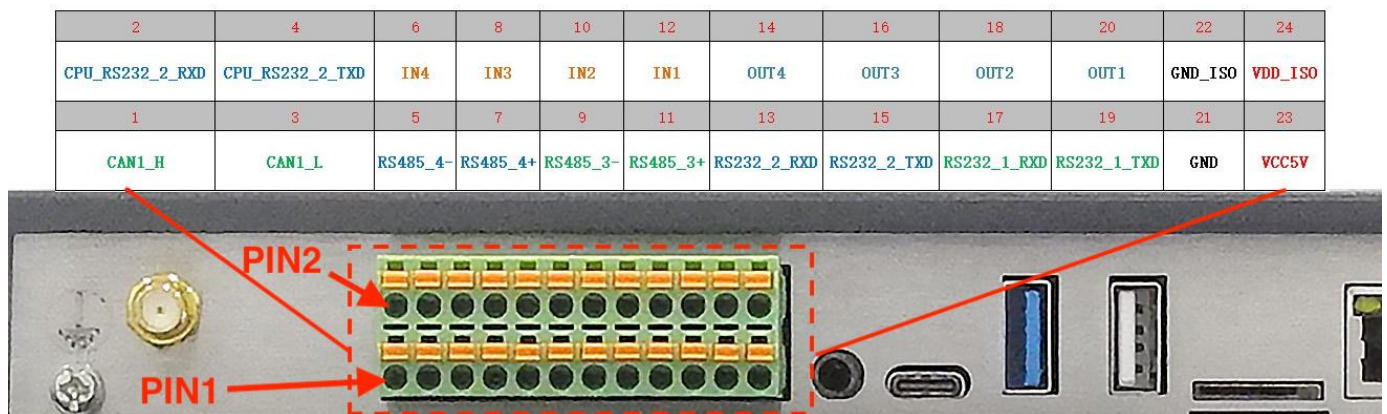 2 4 6 8 10 12 14 16 18 20 22 24
CPU_RS232_2_RXD CPU_RS232_2_TXD IN4 IN3 IN2 IN1 OUT4 OUT3 OUT2 OUT1 GND_ISO VDD_ISO
1 3 5 7 9 11 13 15 17 19 21 23
CAN1_H CAN1_L RS485_4- RS485_4+ RS485_3- RS485_3+ RS232_2_RXD RS232_2_TXD RS232_1_RXD RS232_1_TXD GND VCC5V
PIN2
PIN1